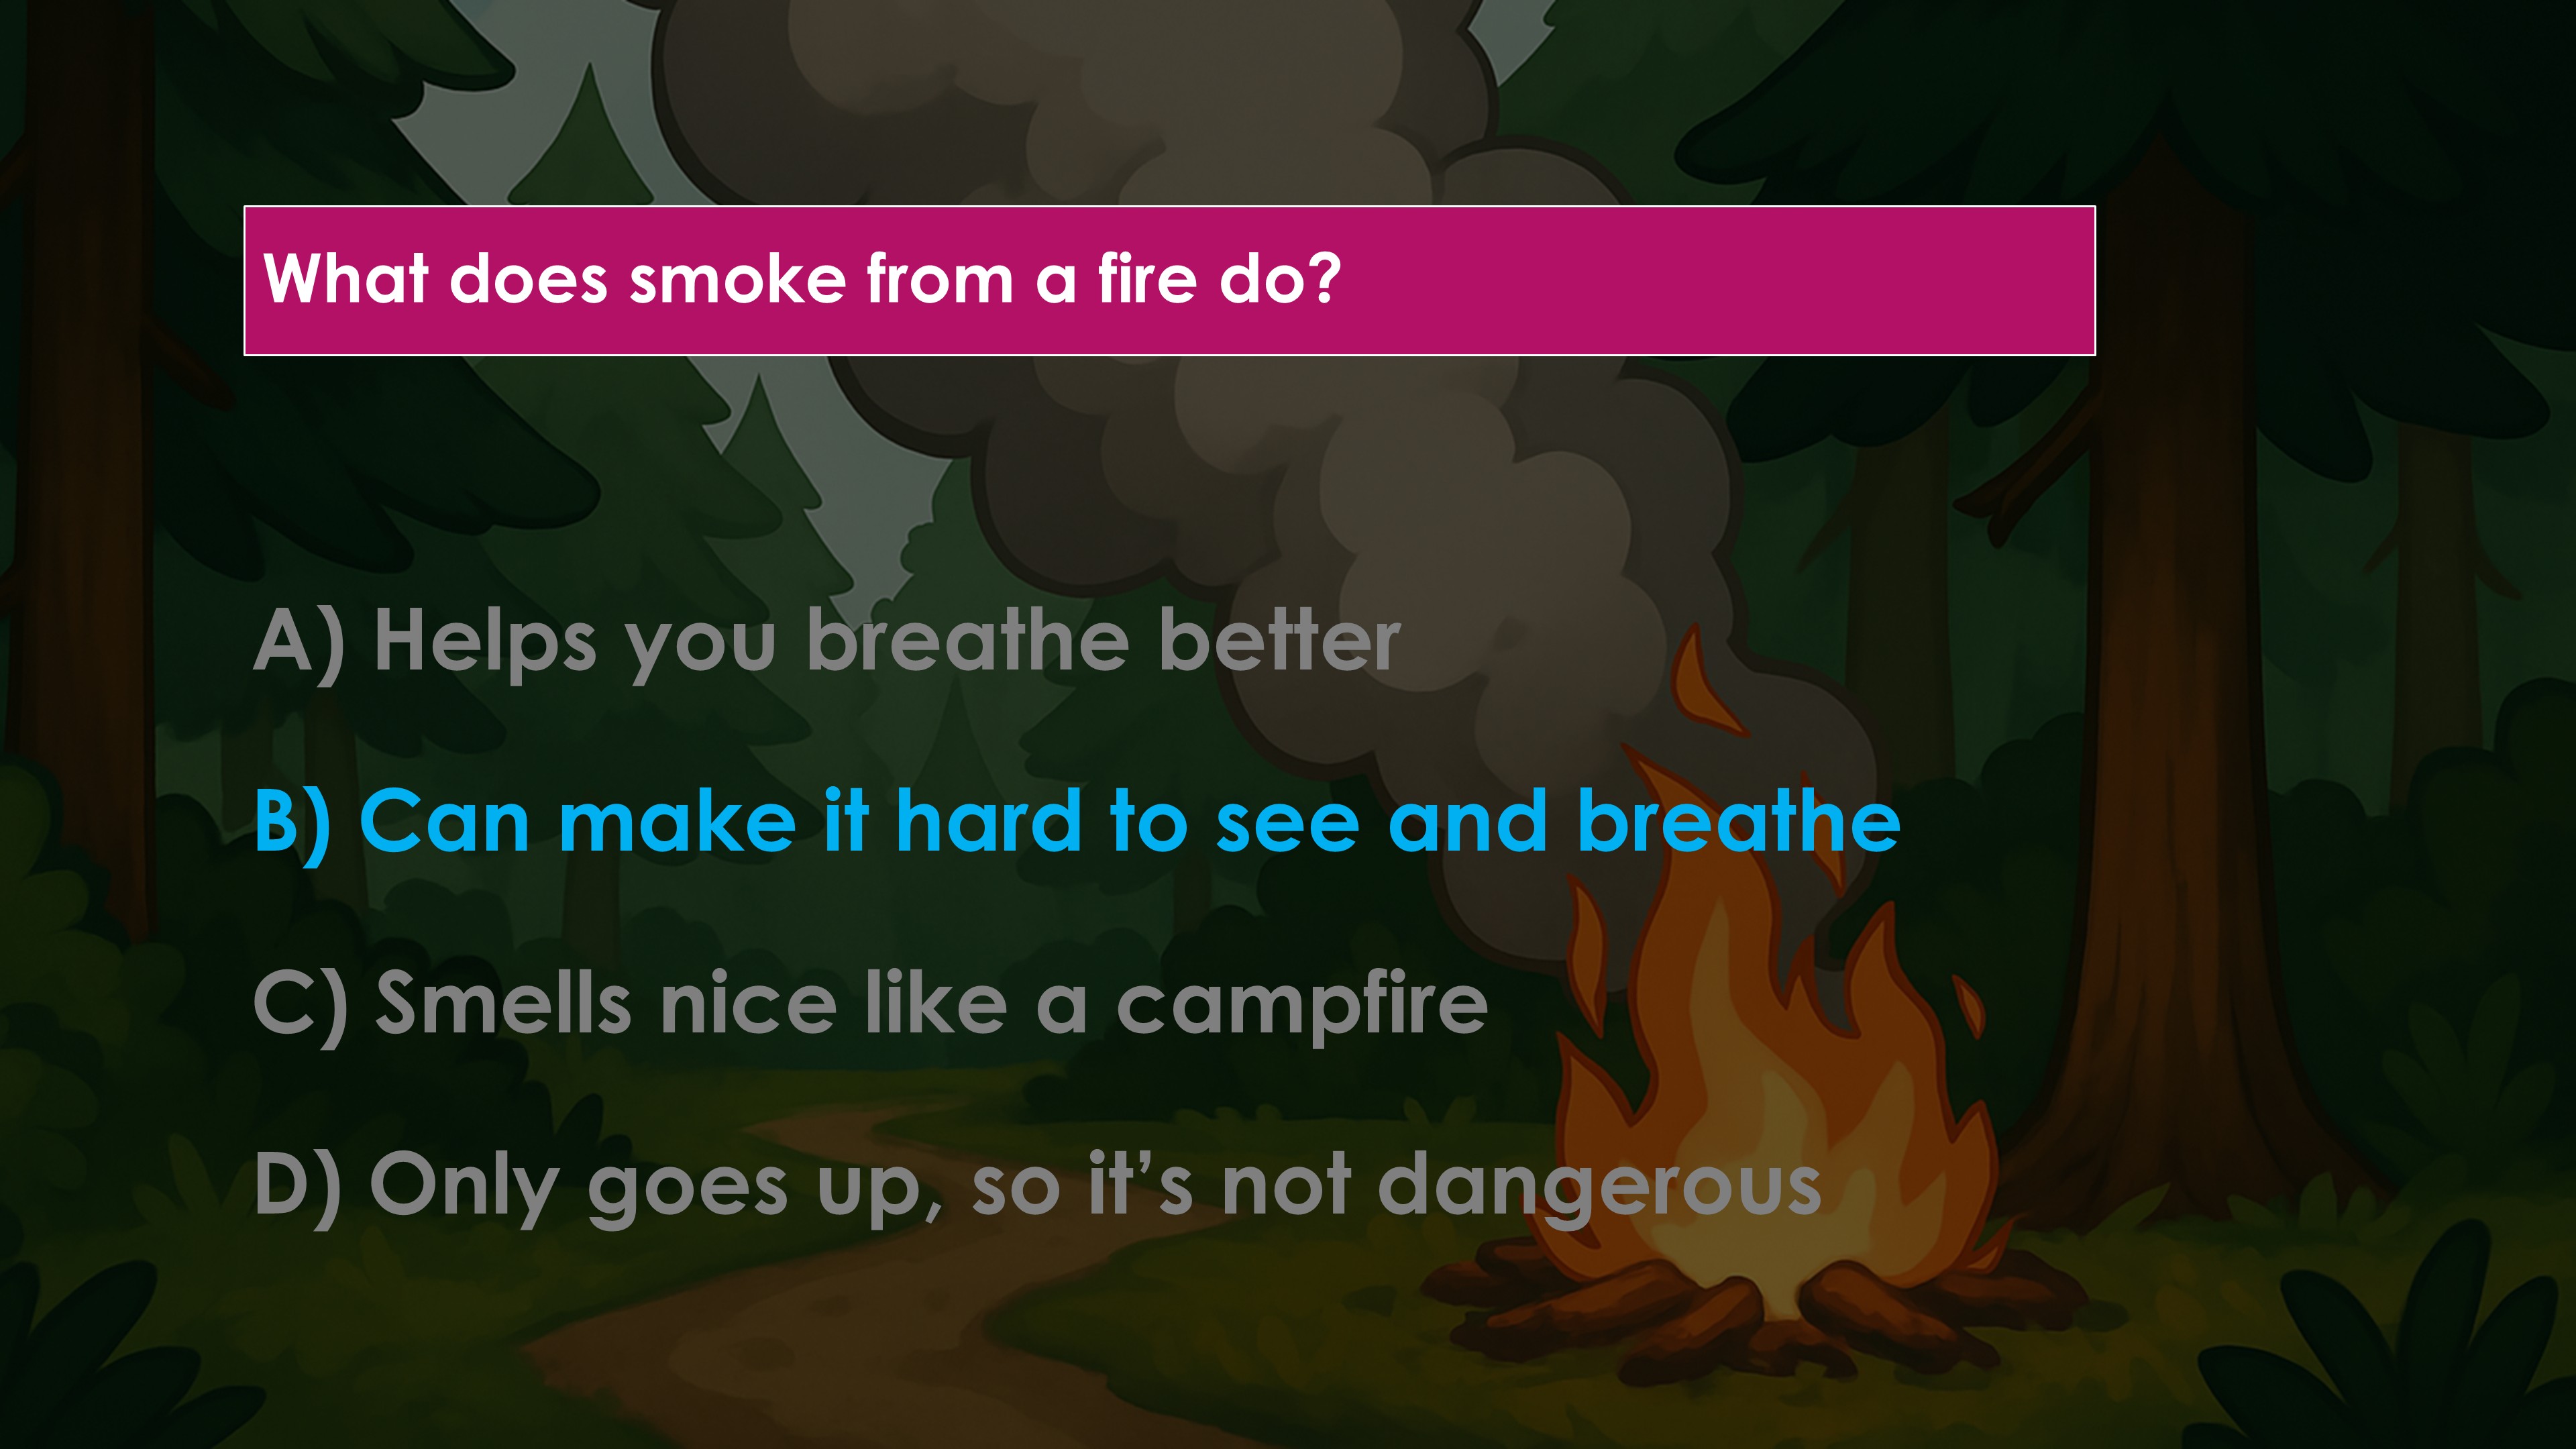 What does smoke from a fire do?
A) Helps you breathe better
B) Can make it hard to see and breathe
C) Smells nice like a campfire
D) Only goes up, so it’s not dangerous